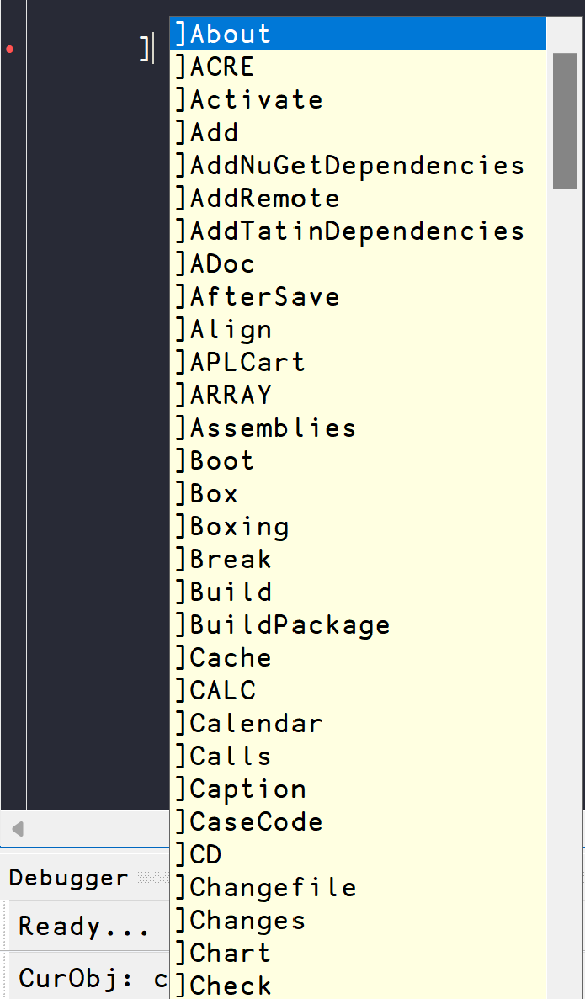 ]
]About
]ACRE
]Activate
]Add
]AddNuGetDependencies
]AddRemote
]AddTatinDependencies
]ADoc
]AfterSave
]Align
]APLCart
]ARRAY
]Assemblies
]Boot
]Box
]Boxing
]Break
]Build
]BuildPackage
]Cache
]CALC
]Calendar
]Calls
]Caption
]CaseCode
]CD
]Changefile
]Changes
]Chart
]Check
Debugger
Ready...
CurObj: c